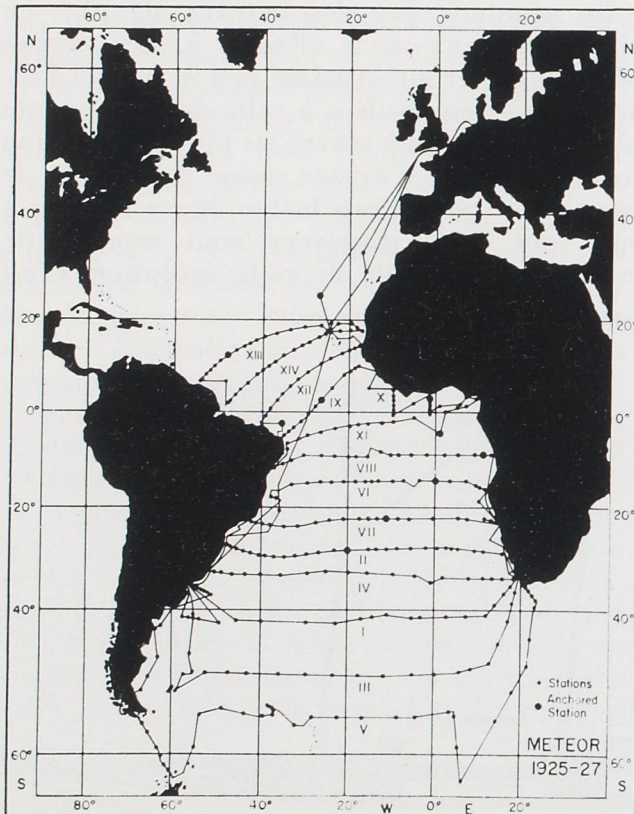 80° 60° 40° 20° 0° 20°
N N
60° 60°
40° 40°
20° 20°
XIII
XIV
XII
IX X
0° 0°
XI
VIII
VI
20° 20°
VII
II
IV
40° 40°
I
III
• Stations
● Anchored
Station
V
METEOR
1925-27
60° 60°
S S
80° 60° 40° 20° W 0° E 20°